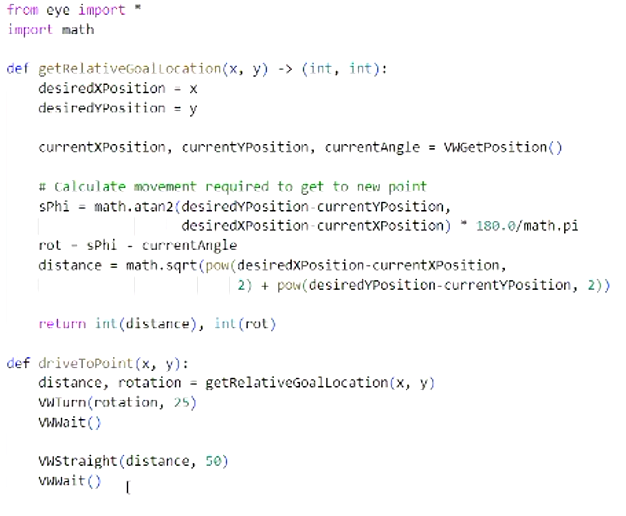 from eye import *
import math

def getRelativeGoalLocation(x, y) -> (int, int):
    desiredXPosition = x
    desiredYPosition = y

    currentXPosition, currentYPosition, currentAngle = VWGetPosition()

    # Calculate movement required to get to new point
    sPhi = math.atan2(desiredYPosition-currentYPosition,
                      desiredXPosition-currentXPosition) * 180.0/math.pi
    rot = sPhi - currentAngle
    distance = math.sqrt(pow(desiredXPosition-currentXPosition,
                             2) + pow(desiredYPosition-currentYPosition, 2))

    return int(distance), int(rot)

def driveToPoint(x, y):
    distance, rotation = getRelativeGoalLocation(x, y)
    VWTurn(rotation, 25)
    VWWait()

    VWStraight(distance, 50)
    VWWait()